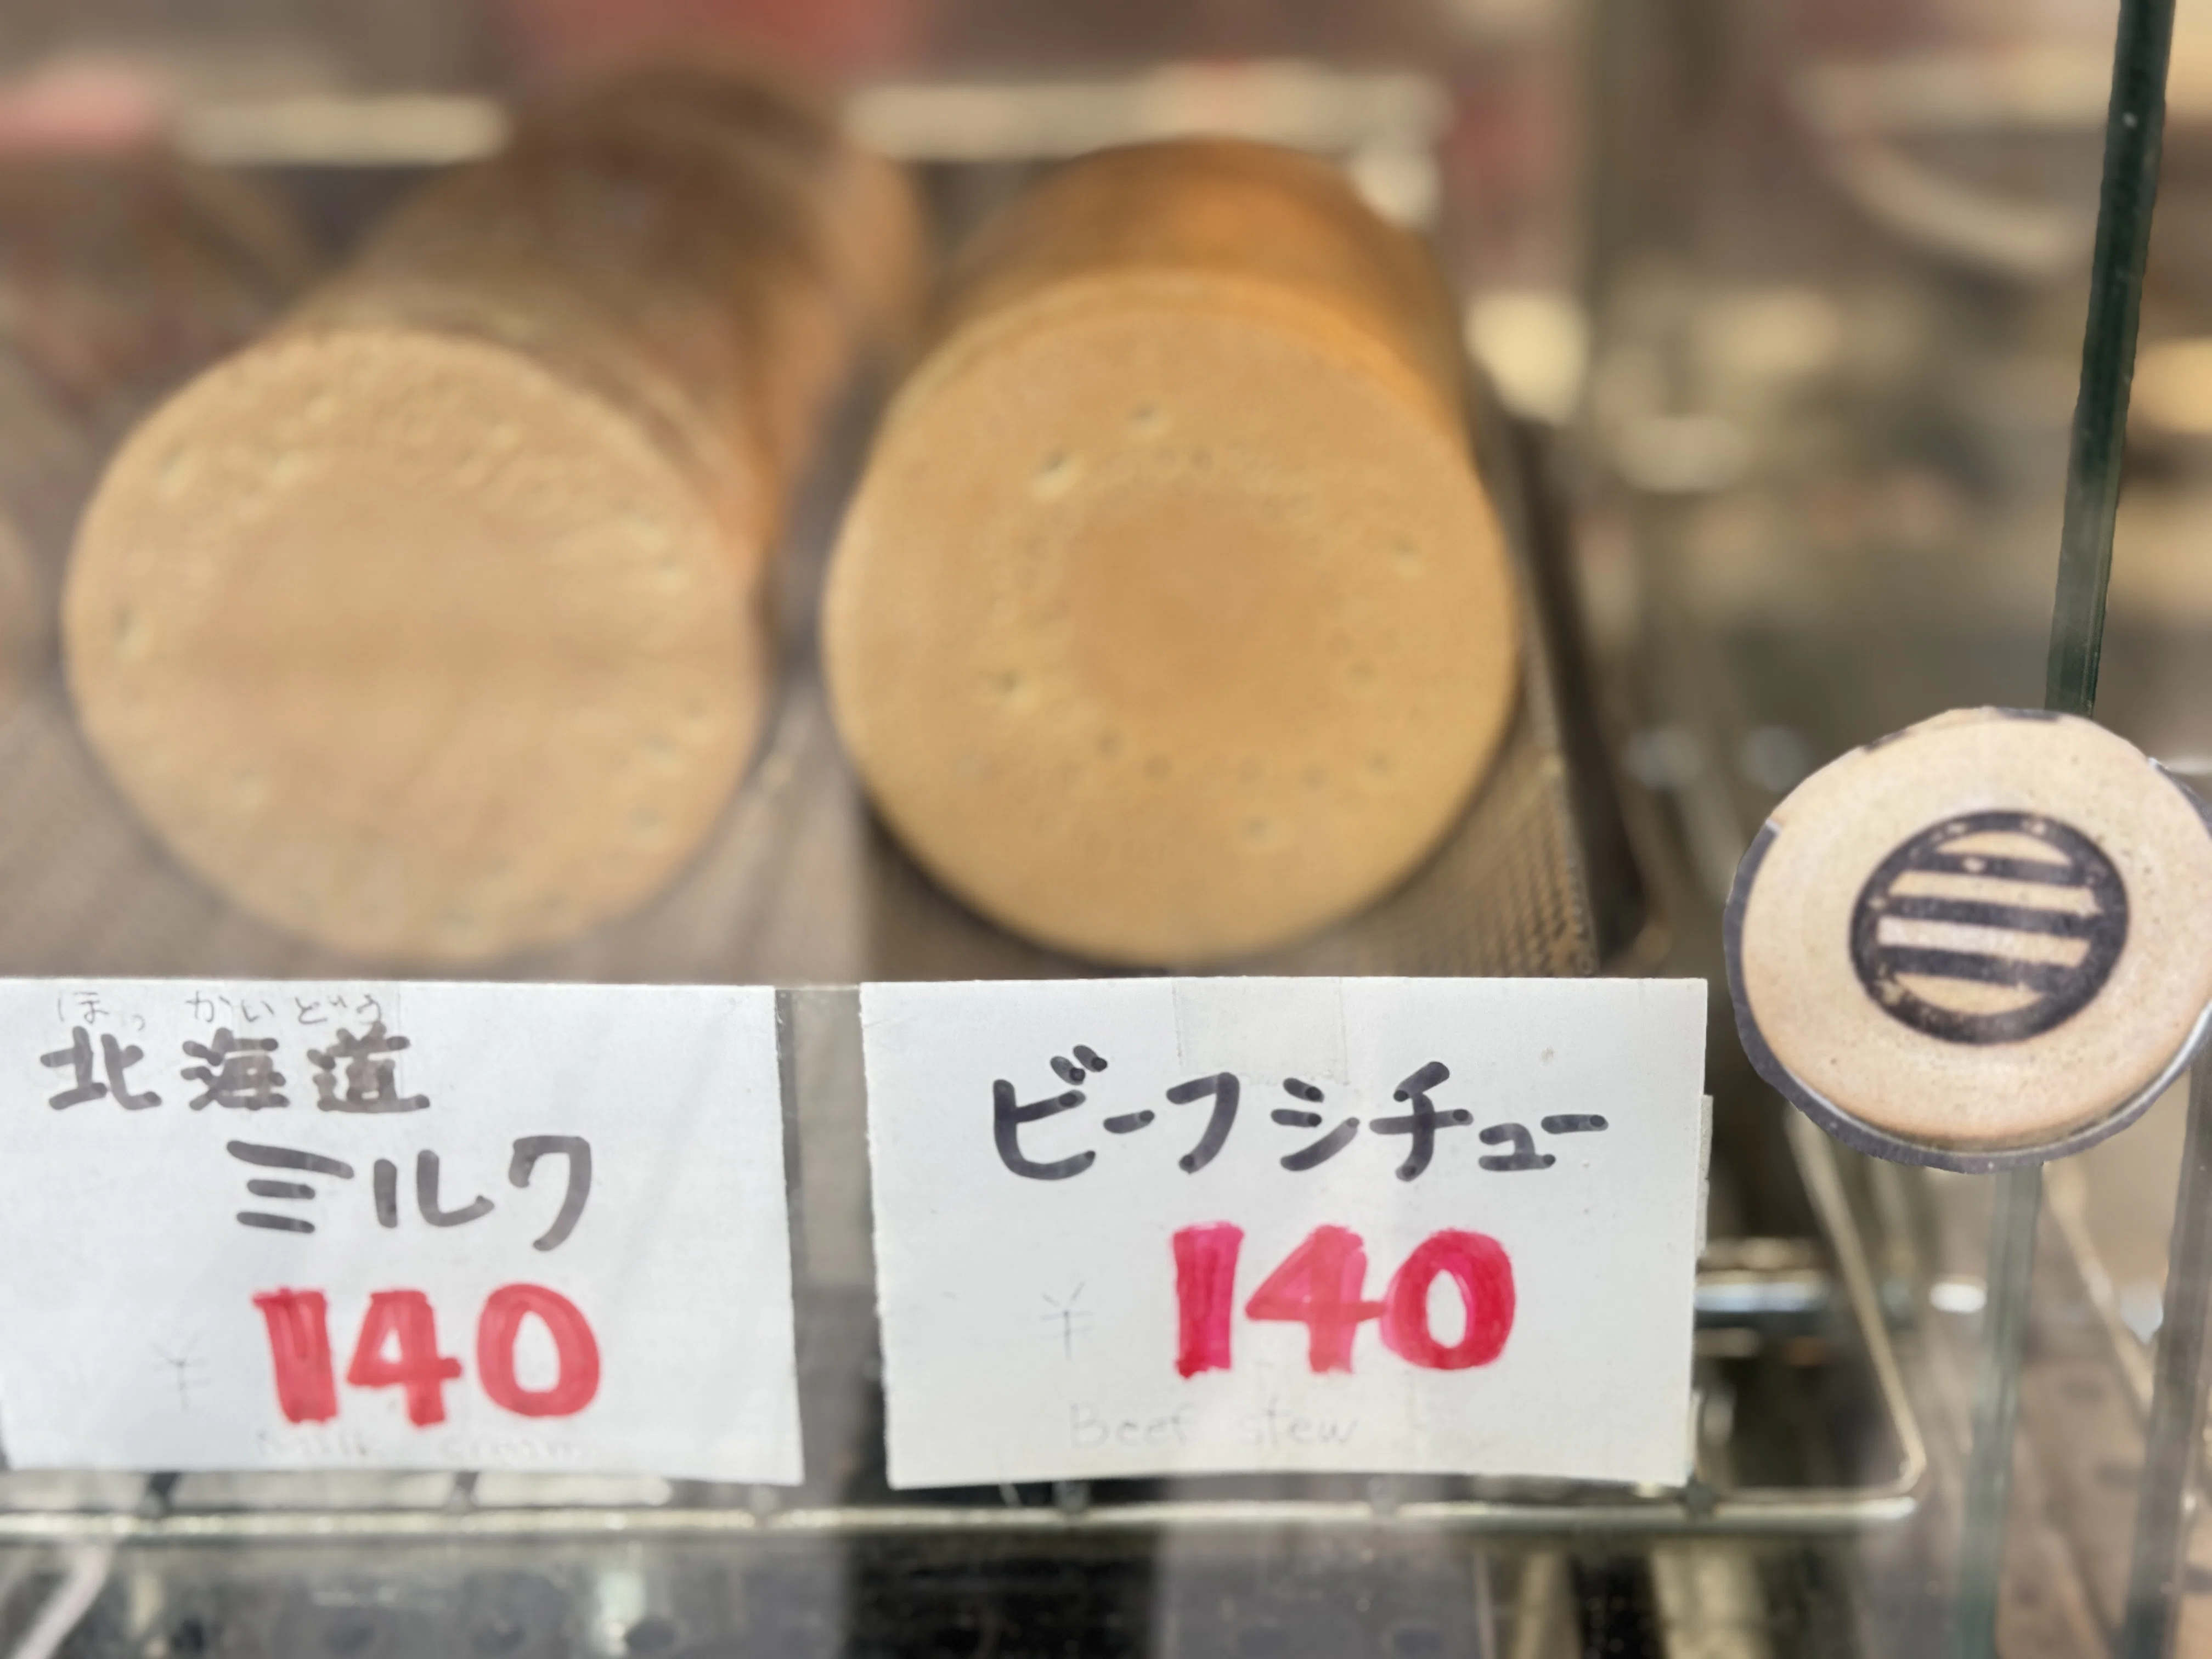 ほっかいどう
北海道
ミルク
¥ 140
ビーフシチュー
¥ 140
Beef stew